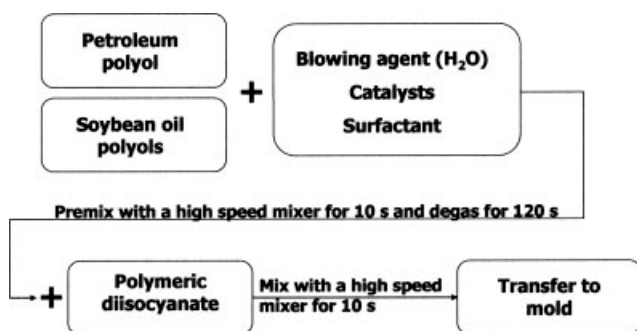 Petroleum
polyol
Soybean oil
polyols
+
Blowing agent (H₂O)
Catalysts
Surfactant
Premix with a high speed mixer for 10 s and degas for 120 s
+
Polymeric
diisocyanate
Mix with a high speed
mixer for 10 s
Transfer to
mold